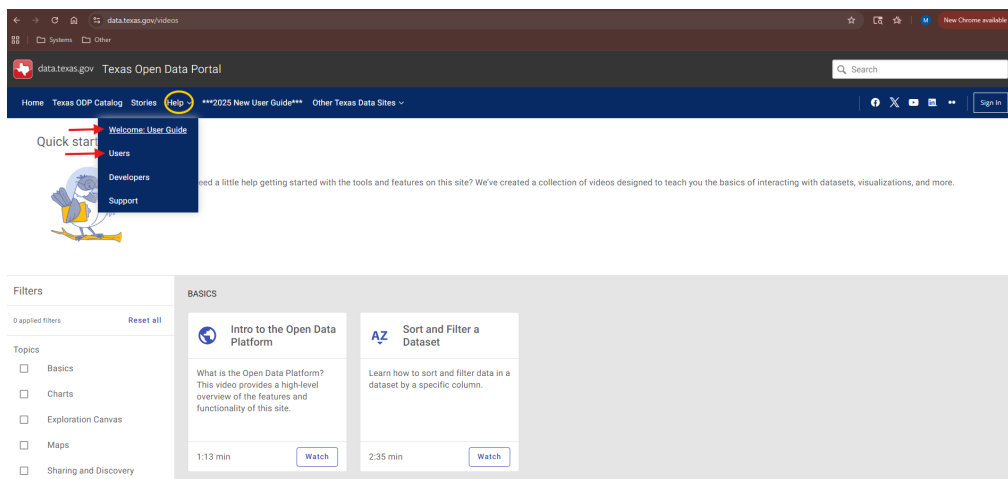 data.texas.gov/videos
M
New Chrome available
Systems Other
data.texas.gov Texas Open Data Portal
Search
Home Texas ODP Catalog Stories Help ***2025 New User Guide*** Other Texas Data Sites
Sign In
Welcome: User Guide
Users
Developers
Support
Quick start
eed a little help getting started with the tools and features on this site? We've created a collection of videos designed to teach you the basics of interacting with datasets, visualizations, and more.
Filters
0 applied filters Reset all
Topics
Basics
Charts
Exploration Canvas
Maps
Sharing and Discovery
BASICS
Intro to the Open Data
Platform
What is the Open Data Platform?
This video provides a high-level
overview of the features and
functionality of this site.
1:13 min Watch
AZ
Sort and Filter a
Dataset
Learn how to sort and filter data in a
dataset by a specific column.
2:35 min Watch